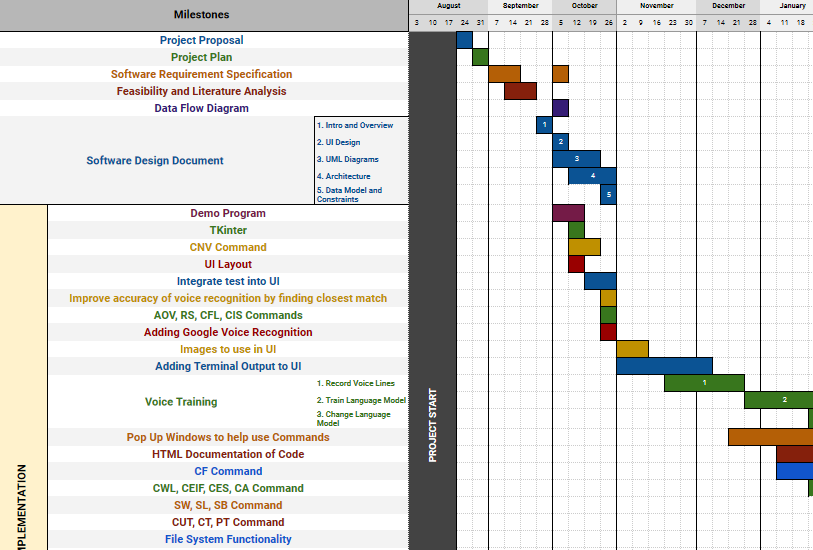 Milestones
August September October November December January
3 10 17 24 31 7 14 21 28 5 12 19 26 2 9 16 23 30 7 14 21 28 4 11 18
Project Proposal
Project Plan
Software Requirement Specification
Feasibility and Literature Analysis
Data Flow Diagram
Software Design Document
1. Intro and Overview
1
2. UI Design
2
3. UML Diagrams
3
4. Architecture
4
5. Data Model and
Constraints
5
Demo Program
TKinter
CNV Command
UI Layout
Integrate test into UI
Improve accuracy of voice recognition by finding closest match
AOV, RS, CFL, CIS Commands
Adding Google Voice Recognition
Images to use in UI
Adding Terminal Output to UI
Voice Training
1. Record Voice Lines
1
2. Train Language Model
2
3. Change Language
Model
Pop Up Windows to help use Commands
HTML Documentation of Code
CF Command
CWL, CEIF, CES, CA Command
SW, SL, SB Command
CUT, CT, PT Command
File System Functionality
PROJECT START
MPLEMENTATION